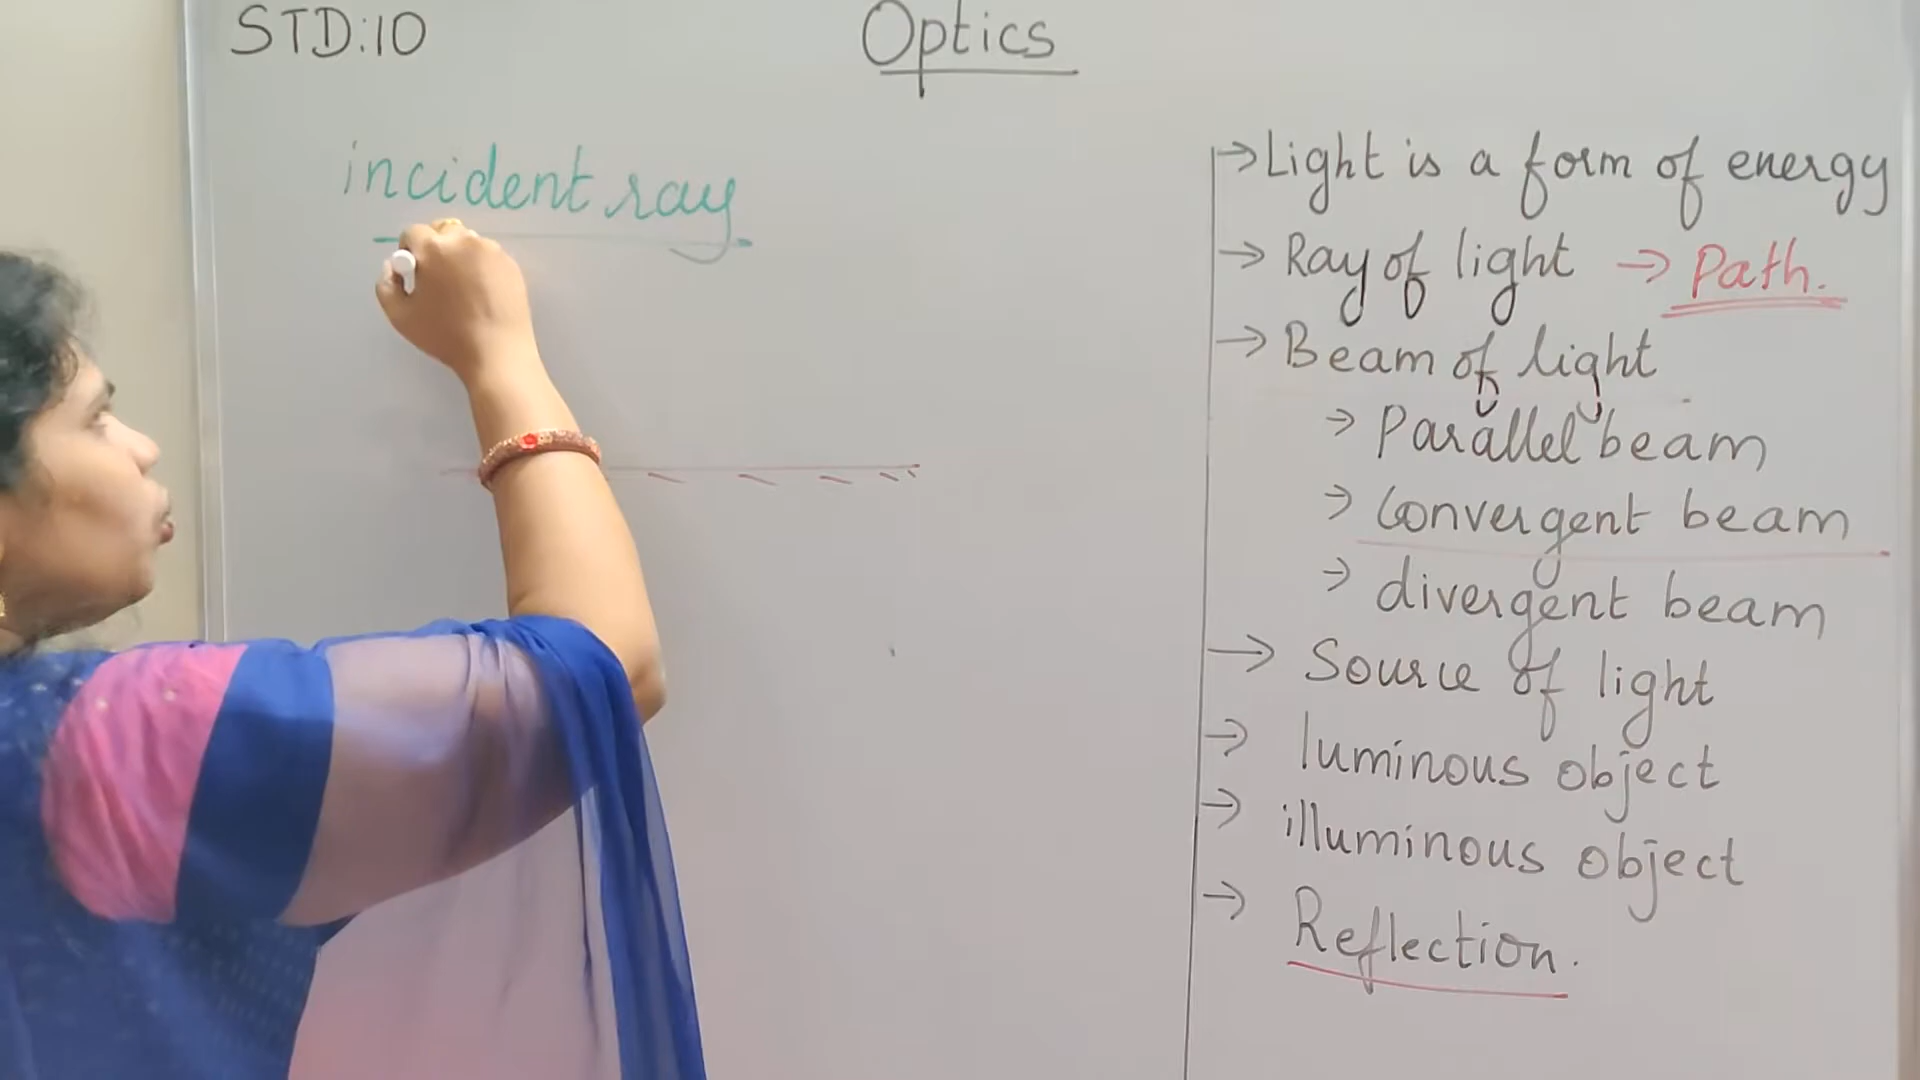 STD:10
Optics
incident ray
→ Light is a form of energy
→ Ray of light → Path.
→ Beam of light
→ Parallel beam
→ Convergent beam
→ divergent beam
→ Source of light
→ luminous object
→ illuminous object
→ Reflection.